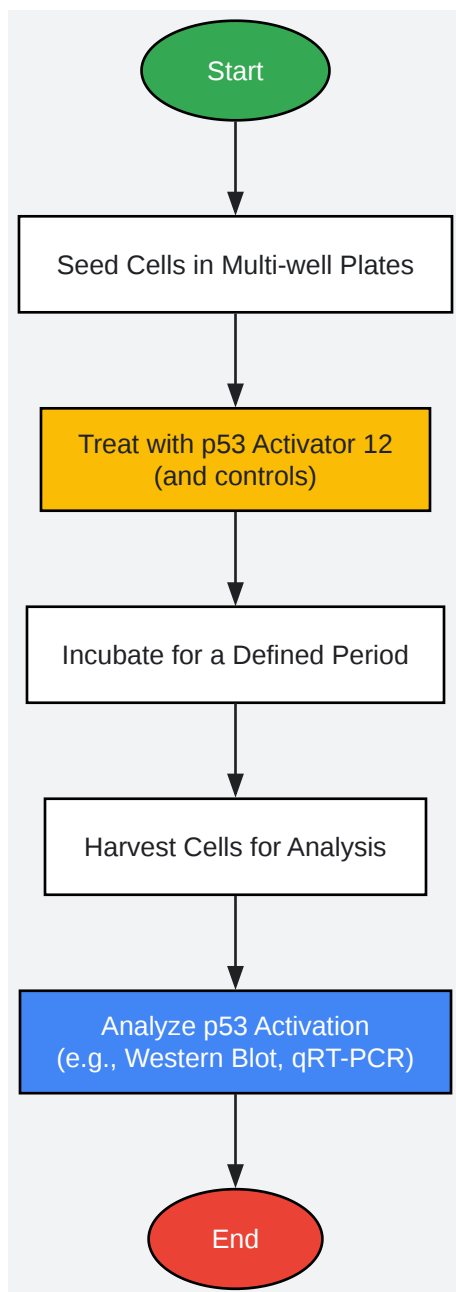 Start
Seed Cells in Multi-well Plates
Treat with p53 Activator 12
(and controls)
Incubate for a Defined Period
Harvest Cells for Analysis
Analyze p53 Activation
(e.g., Western Blot, qRT-PCR)
End